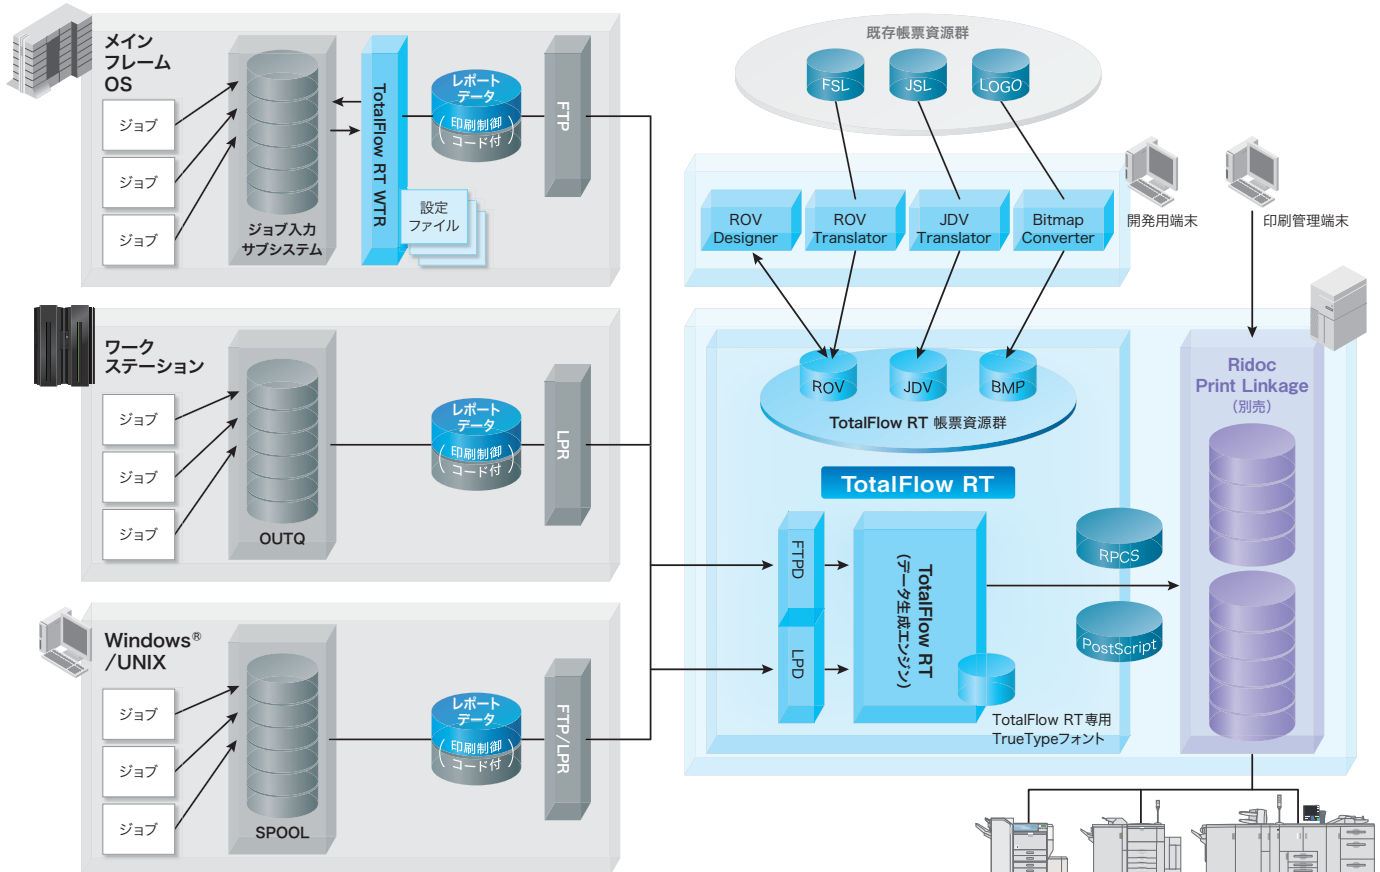 メイン
フレーム
OS
ジョブ
ジョブ
ジョブ
ジョブ入力
サブシステム
TotalFlow RT WTR
設定
ファイル
レポート
データ
(印刷制御
コード付)
FTP
ワーク
ステーション
ジョブ
ジョブ
ジョブ
OUTQ
レポート
データ
(印刷制御
コード付)
LPR
Windows®
/UNIX
ジョブ
ジョブ
ジョブ
SPOOL
レポート
データ
(印刷制御
コード付)
FTP/LPR
既存帳票資源群
FSL
JSL
LOGO
ROV
Designer
ROV
Translator
JDV
Translator
Bitmap
Converter
開発用端末
印刷管理端末
ROV
JDV
BMP
TotalFlow RT 帳票資源群
TotalFlow RT
FTPD
LPD
TotalFlow RT
(データ生成エンジン)
TotalFlow RT専用
TrueTypeフォント
RPCS
PostScript
Ridoc
Print Linkage
(別売)